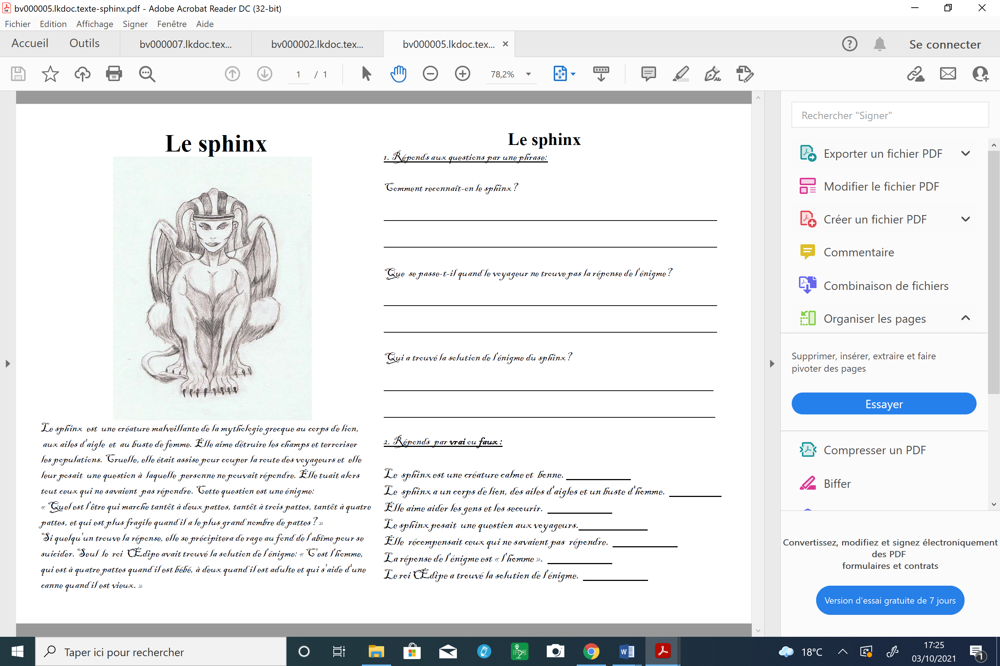 bv000005.lkdoc.texte-sphinx.pdf - Adobe Acrobat Reader DC (32-bit)
Fichier Edition Affichage Signer Fenêtre Aide
Accueil Outils bv000007.lkdoc.tex... bv000002.lkdoc.tex... bv000005.lkdoc.tex... Se connecter
1 / 1 78,2%
Le sphinx
Le sphinx est une créature malveillante de la mythologie grecque au corps de lion,
aux ailes d'aigle et au buste de femme. Elle aime détruire les champs et terroriser
les populations. Cruelle, elle était assise pour couper la route des voyageurs et elle
leur posait une question à laquelle personne ne pouvait répondre. Elle tuait alors
tout ceux qui ne savaient pas répondre. Cette question est une énigme:
« Quel est l'être qui marche tantôt à deux pattes, tantôt à trois pattes, tantôt à quatre
pattes, et qui est plus fragile quand il a le plus grand nombre de pattes? »
Si quelqu'un trouve la réponse, elle se précipitera de rage au fond de l'abîme pour se
suicider. Seul le roi Œdipe avait trouvé la solution de l'énigme: « C'est l'homme,
qui est à quatre pattes quand il est bébé, à deux quand il est adulte et qui s'aide d'une
canne quand il est vieux. »
Le sphinx
1. Réponds aux questions par une phrase:
Comment reconnaît-on le sphinx?
Que se passe-t-il quand le voyageur ne trouve pas la réponse de l'énigme?
Qui a trouvé la solution de l'énigme du sphinx?
2. Réponds par vrai ou faux :
Le sphinx est une créature calme et bonne.
Le sphinx a un corps de lion, des ailes d'aigles et un buste d'homme.
Elle aime aider les gens et les secourir.
Le sphinx posait une question aux voyageurs.
Elle récompensait ceux qui ne savaient pas répondre.
La réponse de l'énigme est « l'homme ».
Le roi Œdipe a trouvé la solution de l'énigme.
Rechercher "Signer"
Exporter un fichier PDF
Modifier le fichier PDF
Créer un fichier PDF
Commentaire
Combinaison de fichiers
Organiser les pages
Supprimer, insérer, extraire et faire
pivoter des pages
Essayer
Compresser un PDF
Biffer
Convertissez, modifiez et signez électroniquement
des PDF
formulaires et contrats
Version d'essai gratuite de 7 jours
Taper ici pour rechercher
18°C
17:25
03/10/2021
1